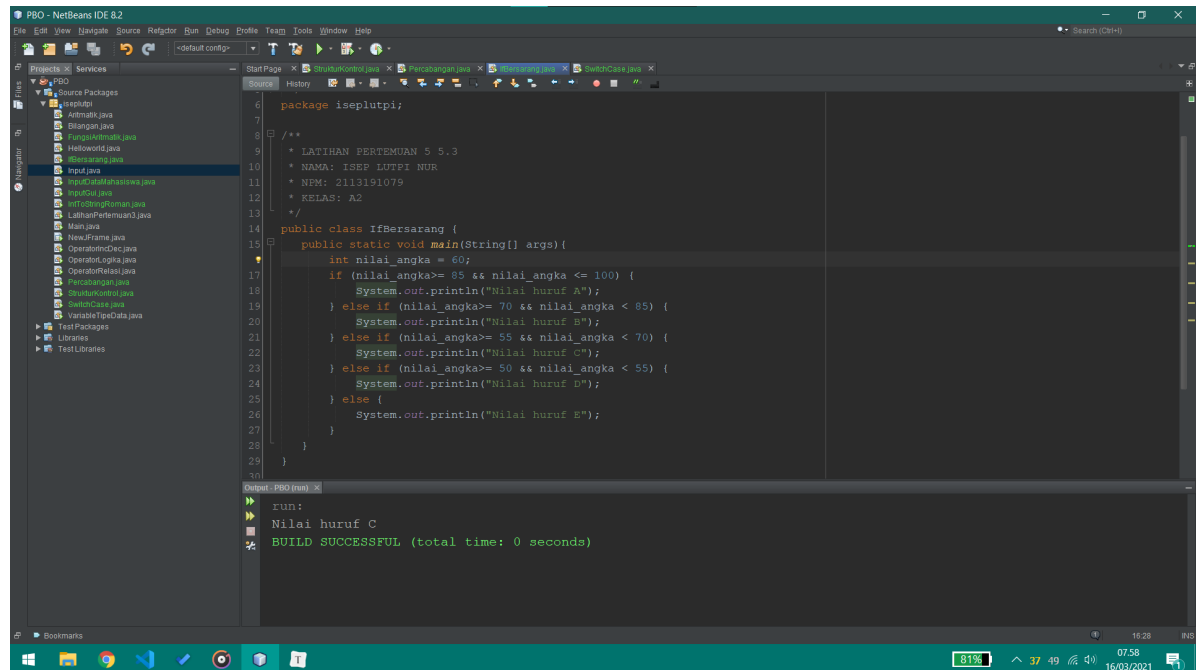 PBO - NetBeans IDE 8.2
File Edit View Navigate Source Refactor Run Debug Profile Team Tools Window Help
Search (Ctrl+I)
<default config>
Projects Services
Start Page StrukturKontrol.java Percabangan.java IfBersarang.java SwitchCase.java
Source History
Files
Navigator
PBO
Source Packages
iseplutpi
Aritmatik.java
Bilangan.java
FungsiAritmatik.java
Helloworld.java
IfBersarang.java
Input.java
InputDataMahasiswa.java
InputGui.java
IntToStringRoman.java
LatihanPertemuan3.java
Main.java
NewJFrame.java
OperatorIncDec.java
OperatorLogika.java
OperatorRelasi.java
Percabangan.java
StrukturKontrol.java
SwitchCase.java
VariableTipeData.java
Test Packages
Libraries
Test Libraries
6 package iseplutpi;
7
8 /**
9 * LATIHAN PERTEMUAN 5 5.3
10 * NAMA: ISEP LUTPI NUR
11 * NPM: 2113191079
12 * KELAS: A2
13 */
14 public class IfBersarang {
15 public static void main(String[] args){
int nilai_angka = 60;
17 if (nilai_angka>= 85 && nilai_angka <= 100) {
18 System.out.println("Nilai huruf A");
19 } else if (nilai_angka>= 70 && nilai_angka < 85) {
20 System.out.println("Nilai huruf B");
21 } else if (nilai_angka>= 55 && nilai_angka < 70) {
22 System.out.println("Nilai huruf C");
23 } else if (nilai_angka>= 50 && nilai_angka < 55) {
24 System.out.println("Nilai huruf D");
25 } else {
26 System.out.println("Nilai huruf E");
27 }
28 }
29 }
30
Output - PBO (run)
run:
Nilai huruf C
BUILD SUCCESSFUL (total time: 0 seconds)
Bookmarks
1
16:28 INS
81% 37 49 07.58
16/03/2021